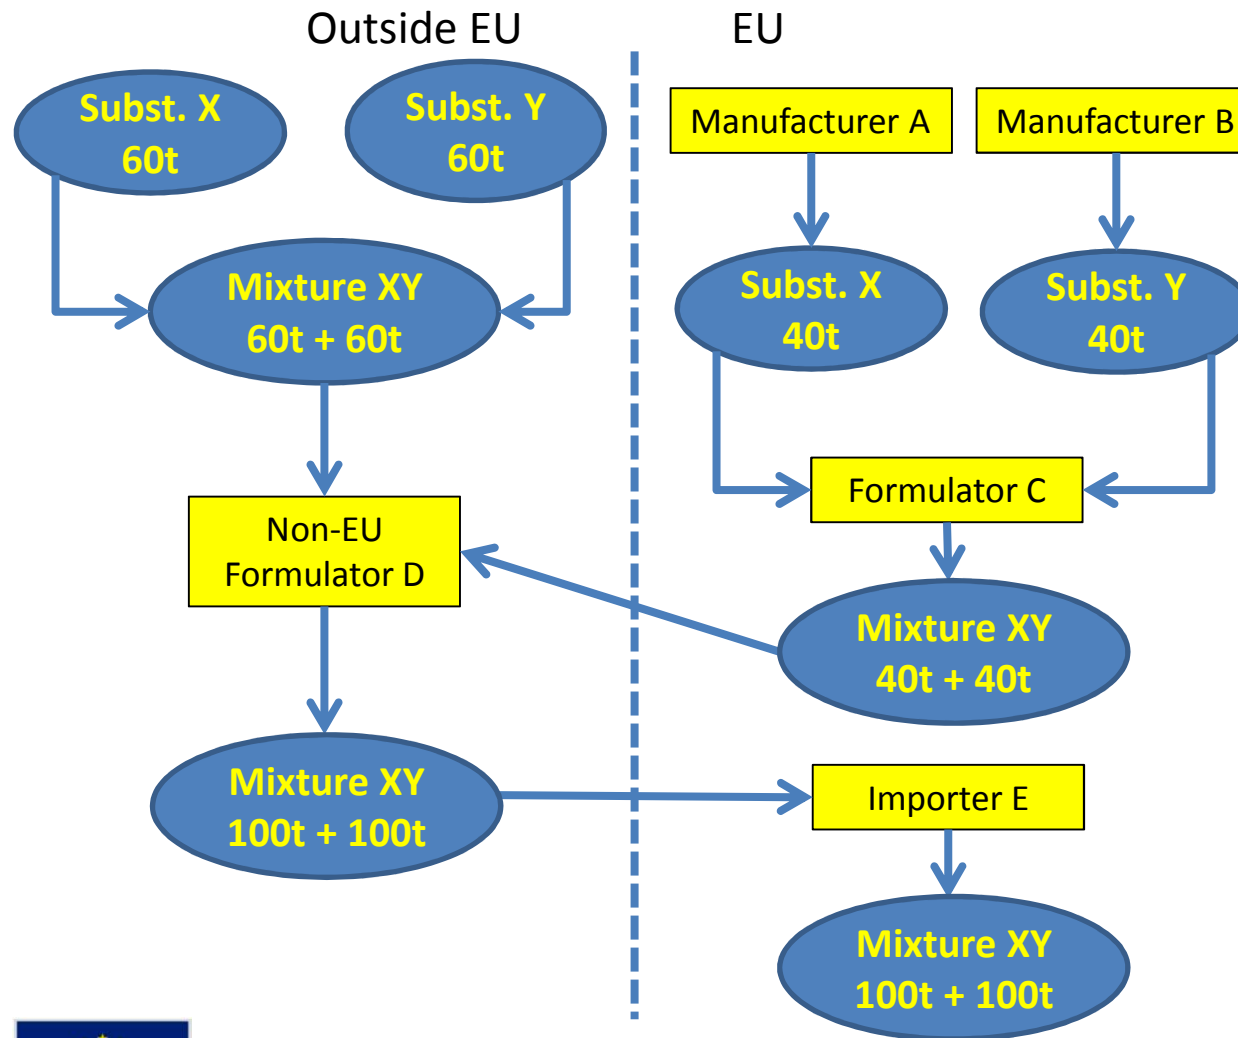 Outside EU
EU
Subst. X
60t
Subst. Y
60t
Manufacturer A
Manufacturer B
Mixture XY
60t + 60t
Subst. X
40t
Subst. Y
40t
Non-EU
Formulator D
Formulator C
Mixture XY
40t + 40t
Mixture XY
100t + 100t
Importer E
Mixture XY
100t + 100t